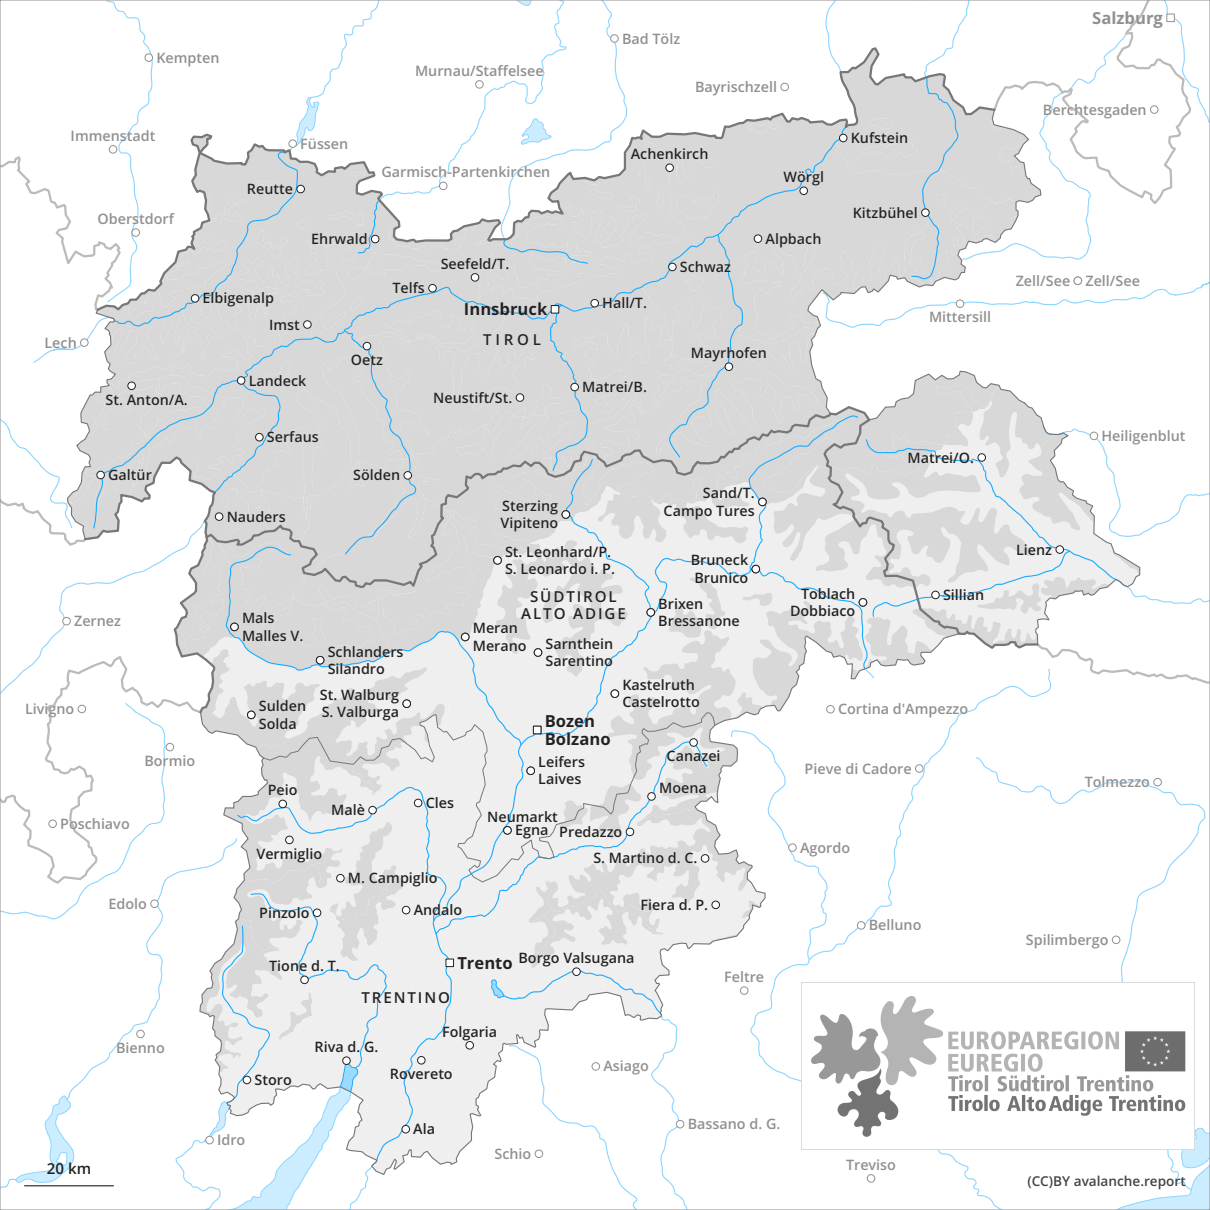 Salzburg
Bad Tölz
Kempten
Murnau/Staffelsee
Bayrischzell
Berchtesgaden
Immenstadt
Füssen
Kufstein
Achenkirch
Garmisch-Partenkirchen
Wörgl
Reutte
Oberstdorf
Kitzbühel
Ehrwald
Alpbach
Seefeld/T.
Schwaz
Zell/See
Zell/See
Telfs
Elbigenalp
Hall/T.
Innsbruck
Mittersill
Imst
TIROL
Lech
Oetz
Mayrhofen
Landeck
Matrei/B.
St. Anton/A.
Neustift/St.
Serfaus
Heiligenblut
Matrei/O.
Galtür
Sölden
Sand/T.
Campo Tures
Sterzing
Vipiteno
Nauders
St. Leonhard/P.
S. Leonardo i. P.
Lienz
Bruneck
Brunico
SÜDTIROL
ALTO ADIGE
Toblach
Dobbiaco
Sillian
Brixen
Bressanone
Zernez
Mals
Malles V.
Meran
Merano
Sarnthein
Sarentino
Schlanders
Silandro
Kastelruth
Castelrotto
St. Walburg
S. Valburga
Livigno
Sulden
Solda
Cortina d'Ampezzo
Bozen
Bolzano
Bormio
Canazei
Leifers
Laives
Pieve di Cadore
Tolmezzo
Peio
Moena
Malè
Cles
Neumarkt
Egna
Predazzo
Poschiavo
Vermiglio
Agordo
S. Martino d. C.
M. Campiglio
Edolo
Pinzolo
Andalo
Fiera d. P.
Belluno
Spilimbergo
Borgo Valsugana
Trento
Tione d. T.
Feltre
TRENTINO
Folgaria
Bienno
Riva d. G.
EUROPAREGION
EUREGIO
Tirol Südtirol Trentino
Tirolo Alto Adige Trentino
Asiago
Rovereto
Storo
Bassano d. G.
Ala
Idro
Schio
Treviso
20 km
(CC)BY avalanche.report